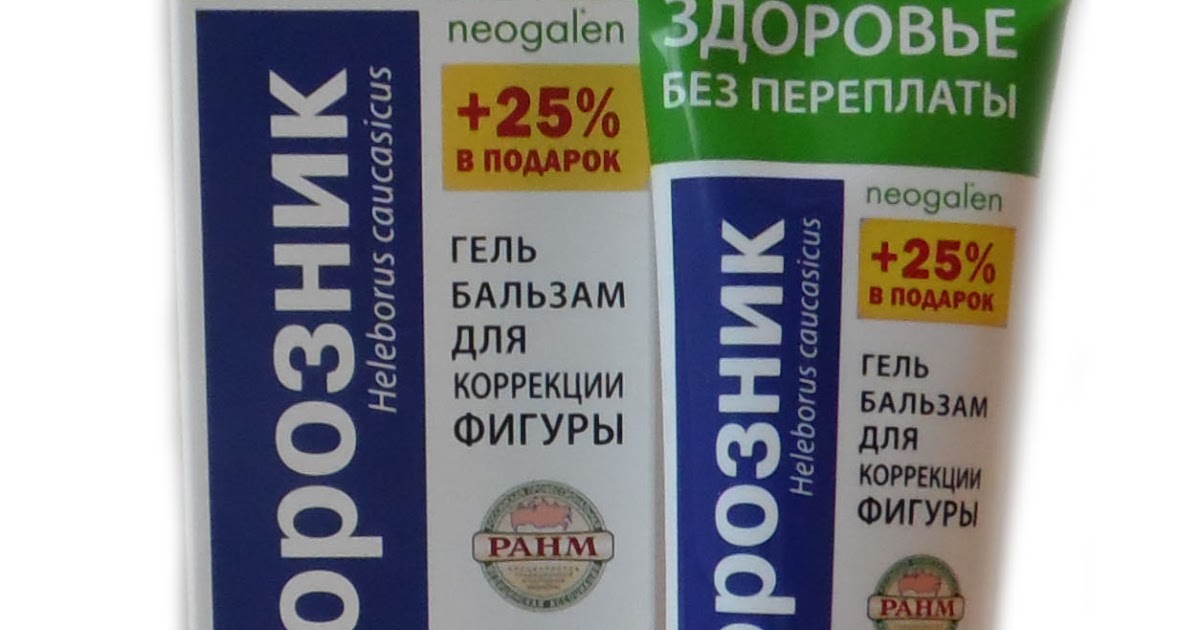 орозник
Heleborus caucasicus
neogalen
+25%
В ПОДАРОК
ГЕЛЬ
БАЛЬЗАМ
ДЛЯ
КОРРЕКЦИИ
ФИГУРЫ
РАНМ
ЗДОРОВЬЕ
БЕЗ ПЕРЕПЛАТЫ
орозник
Heleborus caucasicus
neogalen
+25%
В ПОДАРОК
ГЕЛЬ
БАЛЬЗАМ
ДЛЯ
КОРРЕКЦИИ
ФИГУРЫ
РАНМ